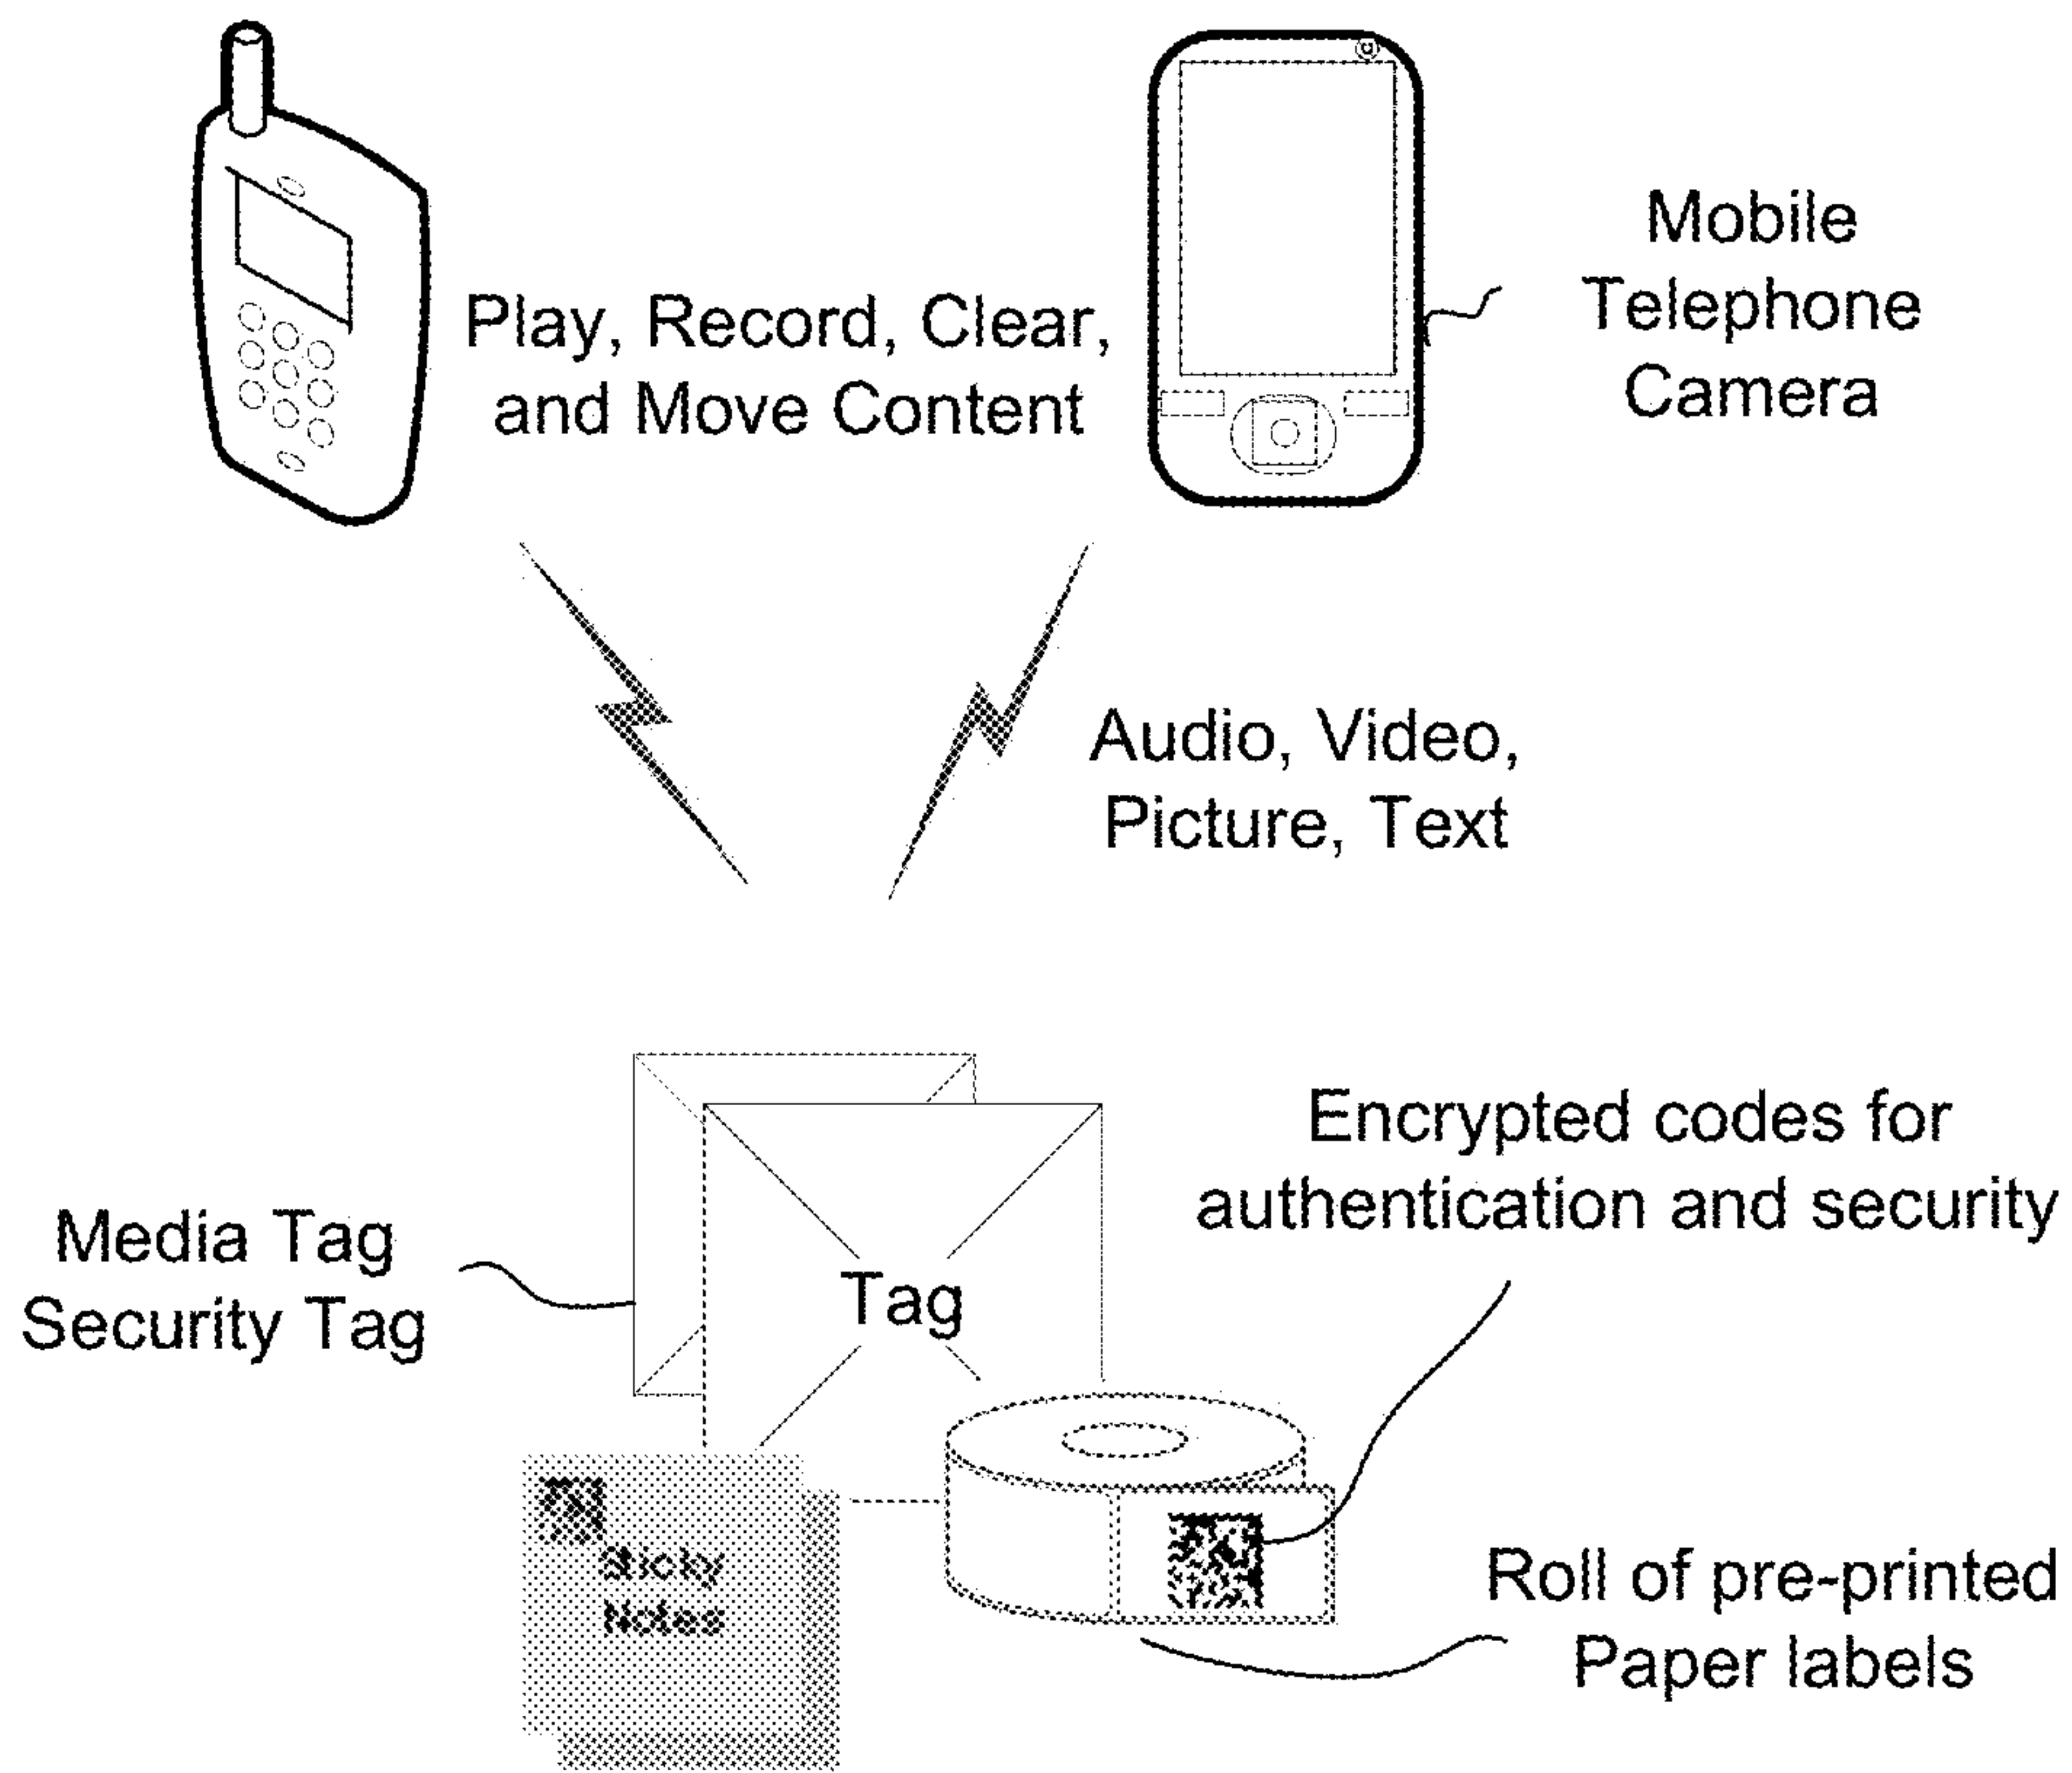 Mobile
Telephone
Camera
Play, Record, Clear,
and Move Content
Audio, Video,
Picture, Text
Encrypted codes for
authentication and security
Media Tag
Security Tag
Tag
Sticky
Notes
Roll of pre-printed
Paper labels